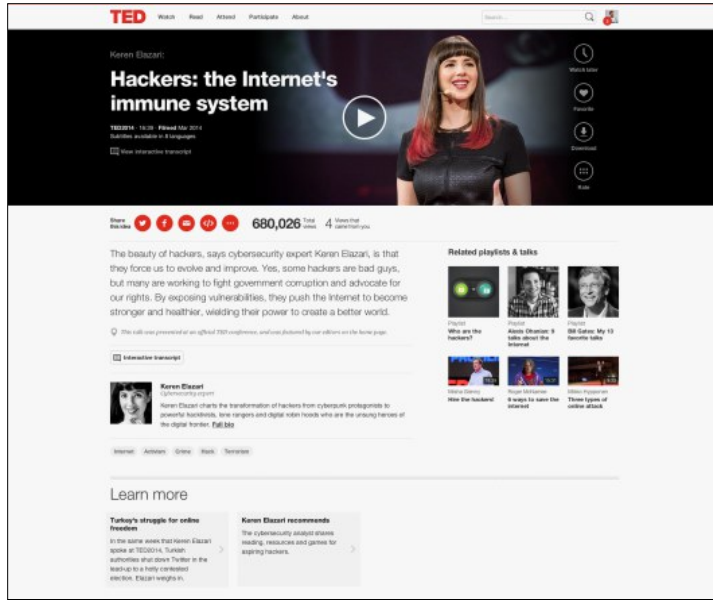 TED Watch Read Attend Participate About Search...
Keren Elazari:
Hackers: the Internet's
immune system
TED2014 · 16:39 · Filmed Mar 2014
Subtitles available in 8 languages
View interactive transcript
Watch later
Favorite
Download
Rate
Share
this idea
680,026 Total
views
4 Views that
came from you
The beauty of hackers, says cybersecurity expert Keren Elazari, is that
they force us to evolve and improve. Yes, some hackers are bad guys,
but many are working to fight government corruption and advocate for
our rights. By exposing vulnerabilities, they push the Internet to become
stronger and healthier, wielding their power to create a better world.
This talk was presented at an official TED conference, and was featured by our editors on the home page.
Interactive transcript
Keren Elazari
Cybersecurity expert
Keren Elazari charts the transformation of hackers from cyberpunk protagonists to
powerful hacktivists, lone rangers and digital robin hoods who are the unsung heroes of
the digital frontier. Full bio
Internet Activism Crime Hack Terrorism
Related playlists & talks
Playlist
Who are the
hackers?
Playlist
Alexis Ohanian: 9
talks about the
Internet
Playlist
Bill Gates: My 13
favorite talks
Misha Glenny
Hire the hackers!
Roger McNamee
6 ways to save the
internet
Mikko Hypponen
Three types of
online attack
Learn more
Turkey's struggle for online
freedom
In the same week that Keren Elazari
spoke at TED2014, Turkish
authorities shut down Twitter in the
lead-up to a hotly contested
election. Elazari weighs in.
Keren Elazari recommends
The cybersecurity analyst shares
reading, resources and games for
aspiring hackers.